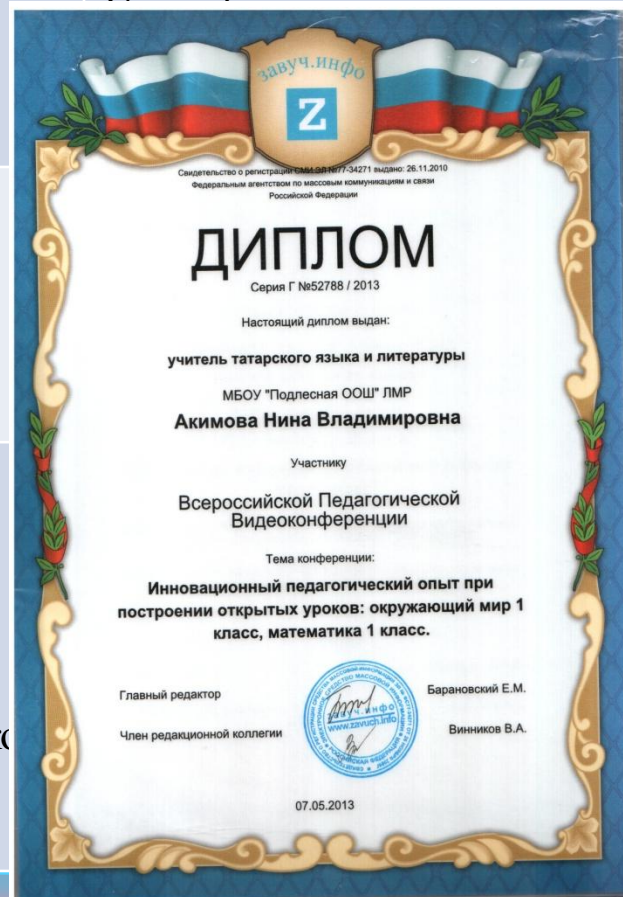 завуч.инфо
Z
Свидетельство о регистрации СМИ ЭЛ №77-34271 выдано: 26.11.2010
Федеральным агентством по массовым коммуникациям и связи
Российской Федерации
ДИПЛОМ
Серия Г №52788 / 2013
Настоящий диплом выдан:
учитель татарского языка и литературы
МБОУ "Подлесная ООШ" ЛМР
Акимова Нина Владимировна
Участнику
Всероссийской Педагогической
Видеоконференции
Тема конференции:
Инновационный педагогический опыт при
построении открытых уроков: окружающий мир 1
класс, математика 1 класс.
Главный редактор
Барановский Е.М.
завуч.инфо
www.zavuch.info
Член редакционной коллегии
Винников В.А.
07.05.2013